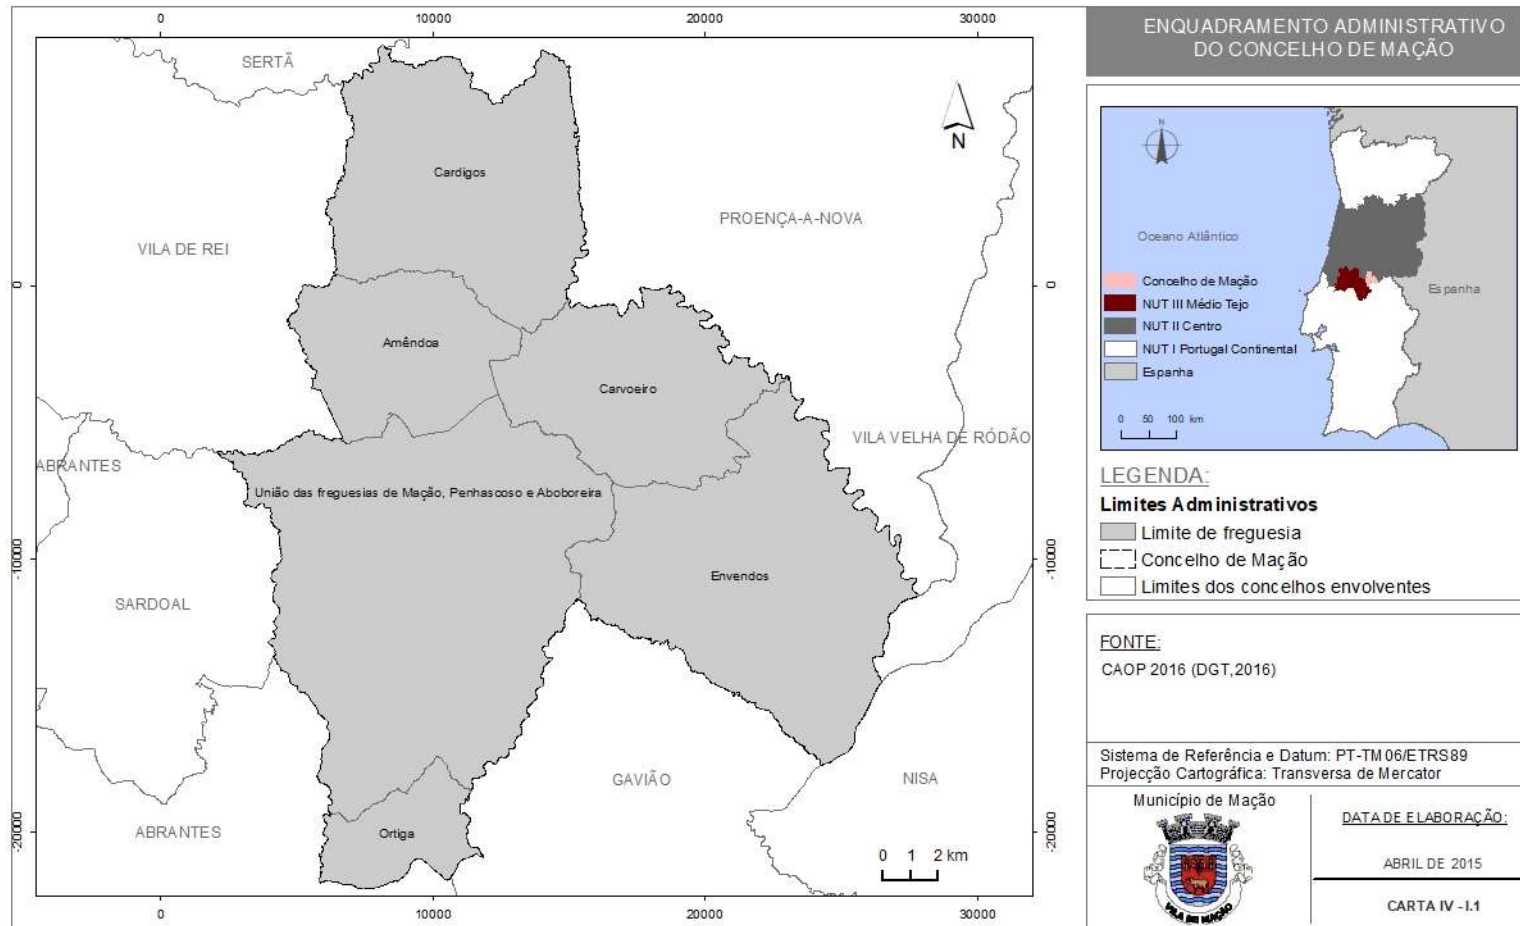 0 10000 20000 30000
SERTÃ
Cardigos
N
PROENÇA-A-NOVA
VILA DE REI
0
0
Amêndoa
Carvoeiro
VILA VELHA DE RÓDÃO
ABRANTES
União das freguesias de Mação, Penhascoso e Aboboreira
-10000
-10000
Envendos
SARDOAL
GAVIÃO
NISA
ABRANTES
Ortiga
-20000
-20000
0 1 2 km
0 10000 20000 30000
ENQUADRAMENTO ADMINISTRATIVO
DO CONCELHO DE MAÇÃO
N
Oceano Atlântico
Espanha
Concelho de Mação
NUT III Médio Tejo
NUT II Centro
NUT I Portugal Continental
Espanha
0 50 100 km
LEGENDA:
Limites Administrativos
Limite de freguesia
Concelho de Mação
Limites dos concelhos envolventes
FONTE:
CAOP 2016 (DGT,2016)
Sistema de Referência e Datum: PT-TM06/ETRS89
Projecção Cartográfica: Transversa de Mercator
Município de Mação
VILA DE MAÇÃO
DATA DE ELABORAÇÃO:
ABRIL DE 2015
CARTA IV - I.1